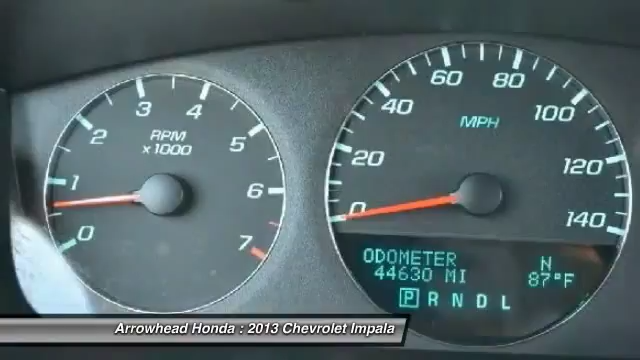 0 1 2 3 4 5 6 7
RPM
x1000
0 20 40 60 80 100 120 140
MPH
ODOMETER
44630 MI
N
87°F
P R N D L
Arrowhead Honda : 2013 Chevrolet Impala